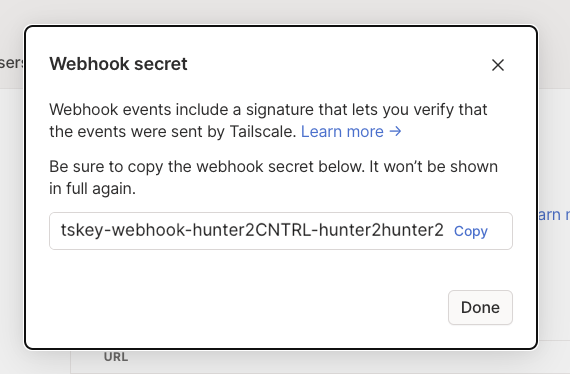 Webhook secret
sers
Webhook events include a signature that lets you verify that
the events were sent by Tailscale. Learn more →
Be sure to copy the webhook secret below. It won’t be shown
in full again.
arn
tskey-webhook-hunter2CNTRL-hunter2hunter2 Copy
Done
URL